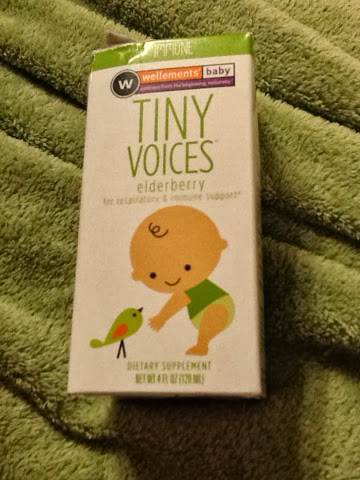 IMMUNE
W wellements baby
wellness from the beginning, naturally
TINY
VOICES™
elderberry
for respiratory & immune support*
DIETARY SUPPLEMENT
NET WT 4 FL OZ (120 ML)